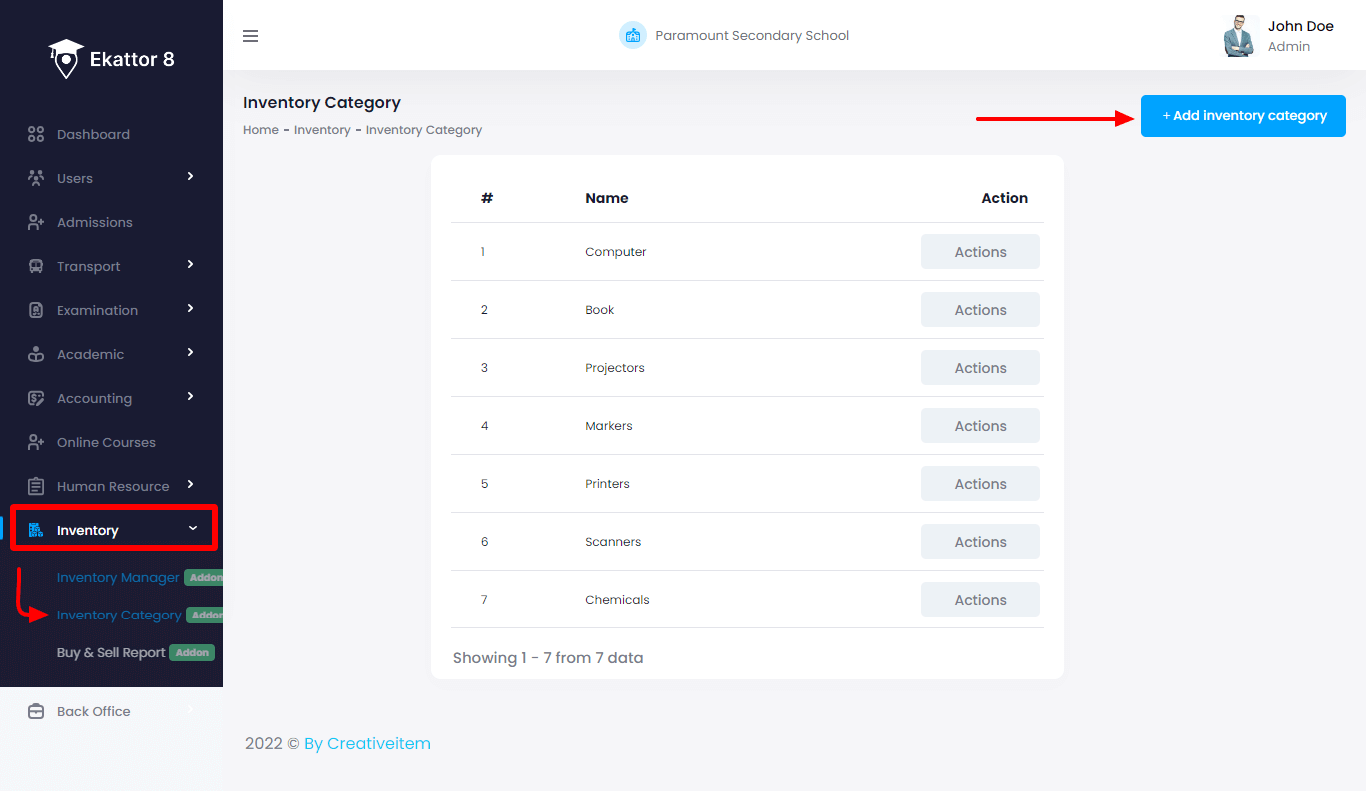 Ekattor 8
Dashboard
Users
Admissions
Transport
Examination
Academic
Accounting
Online Courses
Human Resource
Inventory
Inventory Manager Addon
Inventory Category Addon
Buy & Sell Report Addon
Back Office
Paramount Secondary School
John Doe
Admin
Inventory Category
Home - Inventory - Inventory Category
+ Add inventory category
# Name Action
1 Computer Actions
2 Book Actions
3 Projectors Actions
4 Markers Actions
5 Printers Actions
6 Scanners Actions
7 Chemicals Actions
Showing 1 - 7 from 7 data
2022 © By Creativeitem